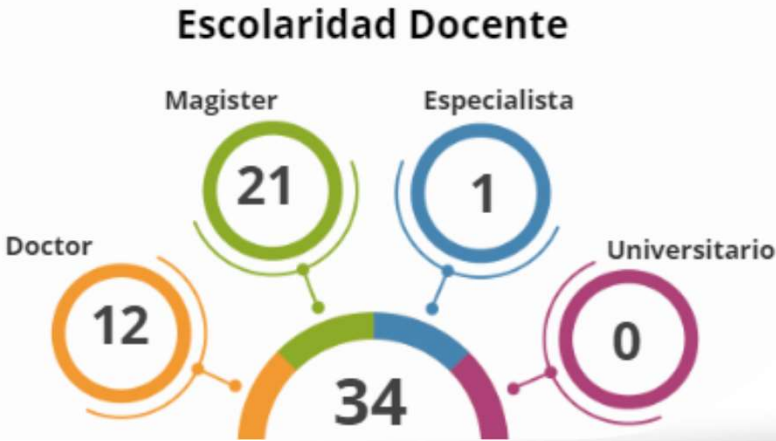 Escolaridad Docente
Magister
Especialista
21
1
Doctor
Universitario
12
0
34